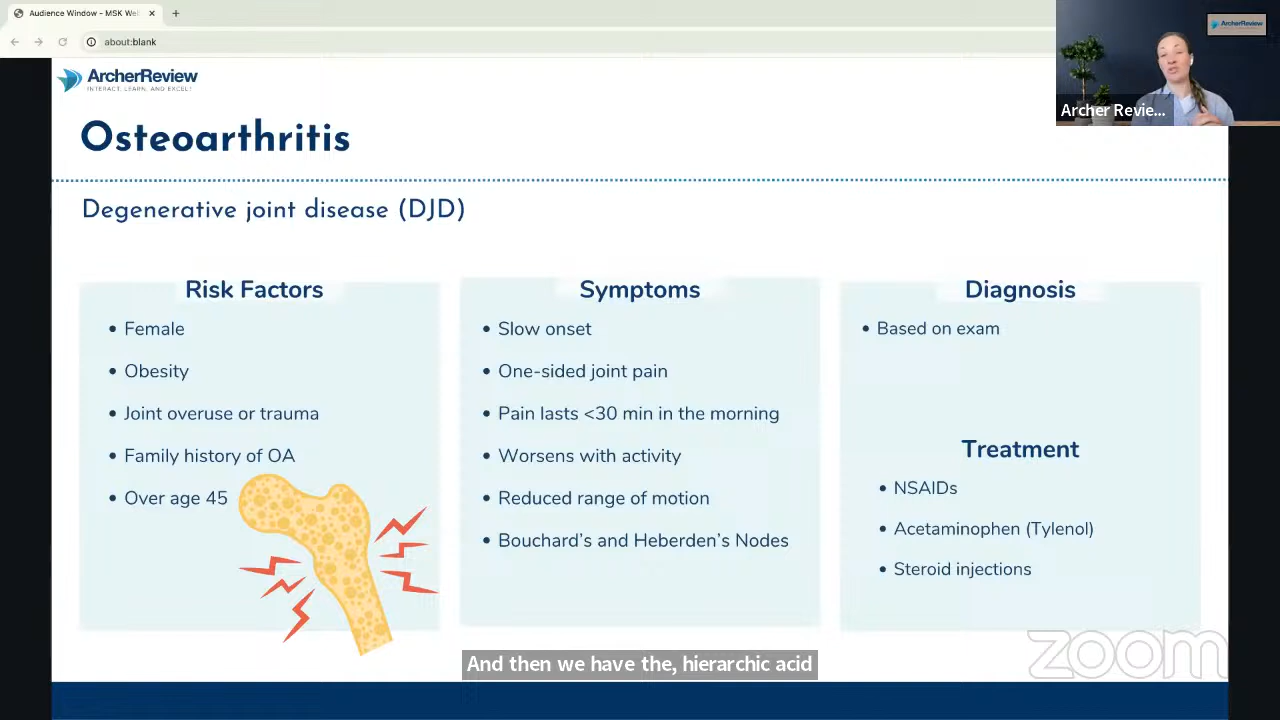 Audience Window – MSK Wel
about:blank
ArcherReview
INTERACT, LEARN, AND EXCEL!
ArcherReview
Archer Revie...
Osteoarthritis
Degenerative joint disease (DJD)
Risk Factors
• Female
• Obesity
• Joint overuse or trauma
• Family history of OA
• Over age 45
Symptoms
• Slow onset
• One-sided joint pain
• Pain lasts <30 min in the morning
• Worsens with activity
• Reduced range of motion
• Bouchard's and Heberden's Nodes
Diagnosis
• Based on exam
Treatment
• NSAIDs
• Acetaminophen (Tylenol)
• Steroid injections
And then we have the, hierarchic acid
zoom